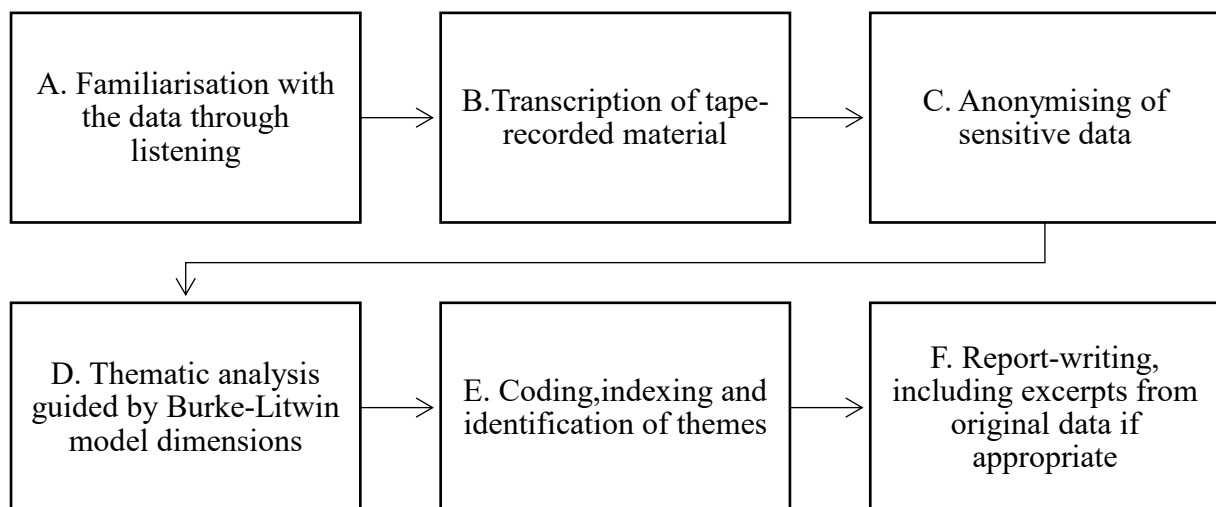 A. Familiarisation with
the data through
listening
B.Transcription of tape-
recorded material
C. Anonymising of
sensitive data
D. Thematic analysis
guided by Burke-Litwin
model dimensions
E. Coding,indexing and
identification of themes
F. Report-writing,
including excerpts from
original data if
appropriate